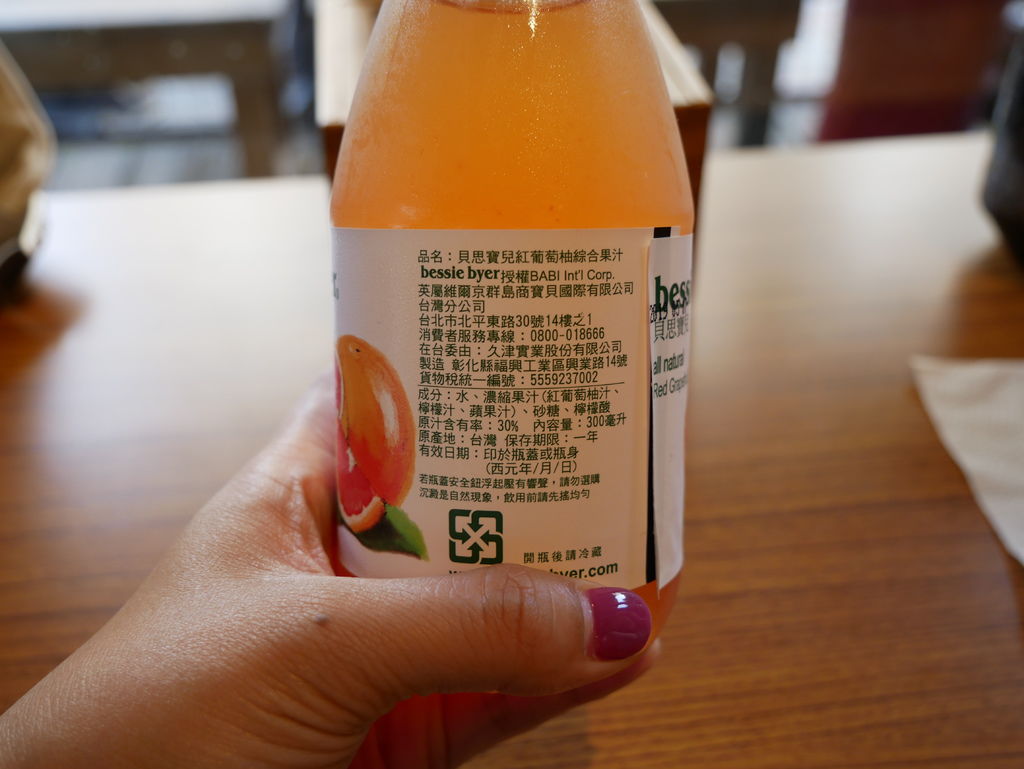 品名：貝思寶兒紅葡萄柚綜合果汁
bessie byer授權BABI Int'l Corp.
英屬維爾京群島商寶貝國際有限公司
台灣分公司
台北市北平東路30號14樓之1
消費者服務專線：0800-018666
在台委由：久津實業股份有限公司
製造 彰化縣福興工業區興業路14號
貨物稅統一編號：5559237002
成分：水、濃縮果汁(紅葡萄柚汁、
檸檬汁、蘋果汁)、砂糖、檸檬酸
原汁含有率：30% 內容量：300毫升
原產地：台灣 保存期限：一年
有效日期：印於瓶蓋或瓶身
(西元年/月/日)
若瓶蓋安全鈕浮起壓有響聲，請勿選購
沉澱是自然現象，飲用前請先搖均勻
開瓶後請冷藏
byer.com
bess
貝思寶
all natural
Red Grape